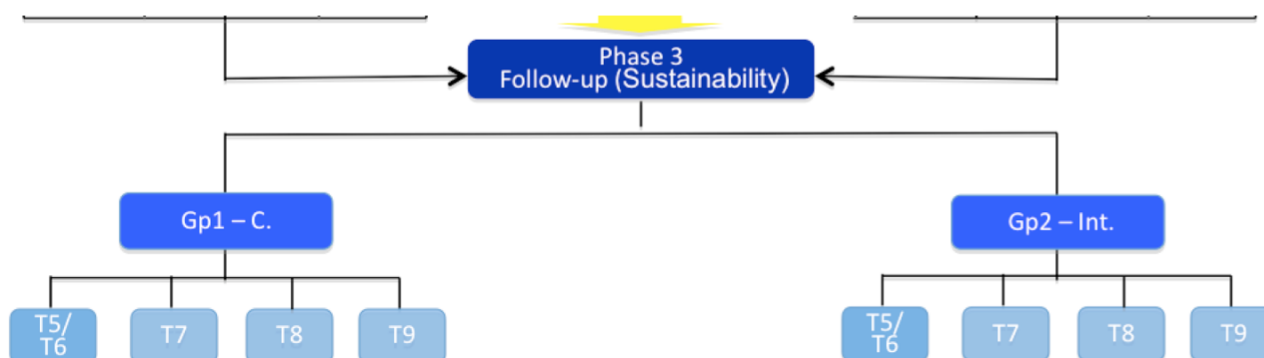 Phase 3
Follow-up (Sustainability)
Gp1 – C.
Gp2 – Int.
T5/
T6
T7
T8
T9
T5/
T6
T7
T8
T9